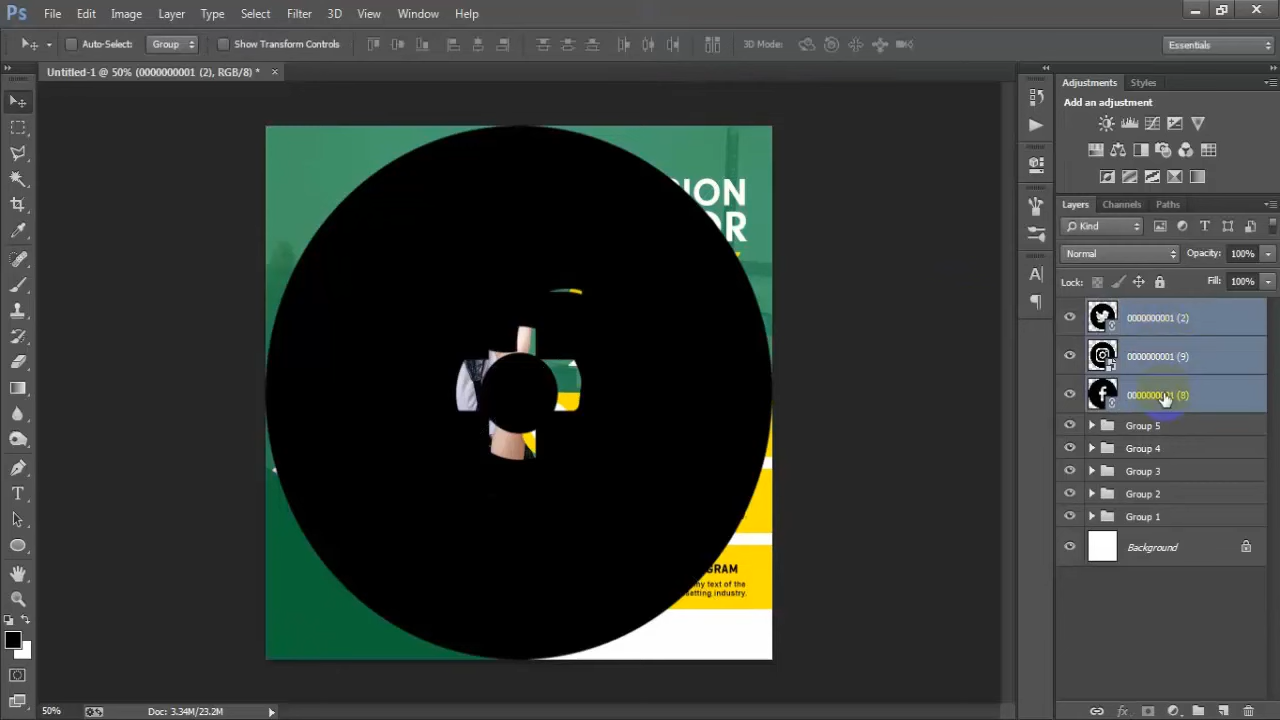 Ps File Edit Image Layer Type Select Filter 3D View Window Help
Auto-Select: Group Show Transform Controls 3D Mode: Essentials
Untitled-1 @ 50% (0000000001 (2), RGB/8) * ×
Adjustments Styles
Add an adjustment
Layers Channels Paths
Kind
Normal Opacity: 100%
Lock: Fill: 100%
0000000001 (2)
0000000001 (9)
0000000001 (8)
Group 5
Group 4
Group 3
Group 2
Group 1
Background
ION
OR
GRAM
my text of the
setting industry.
50% Doc: 3.34M/23.2M